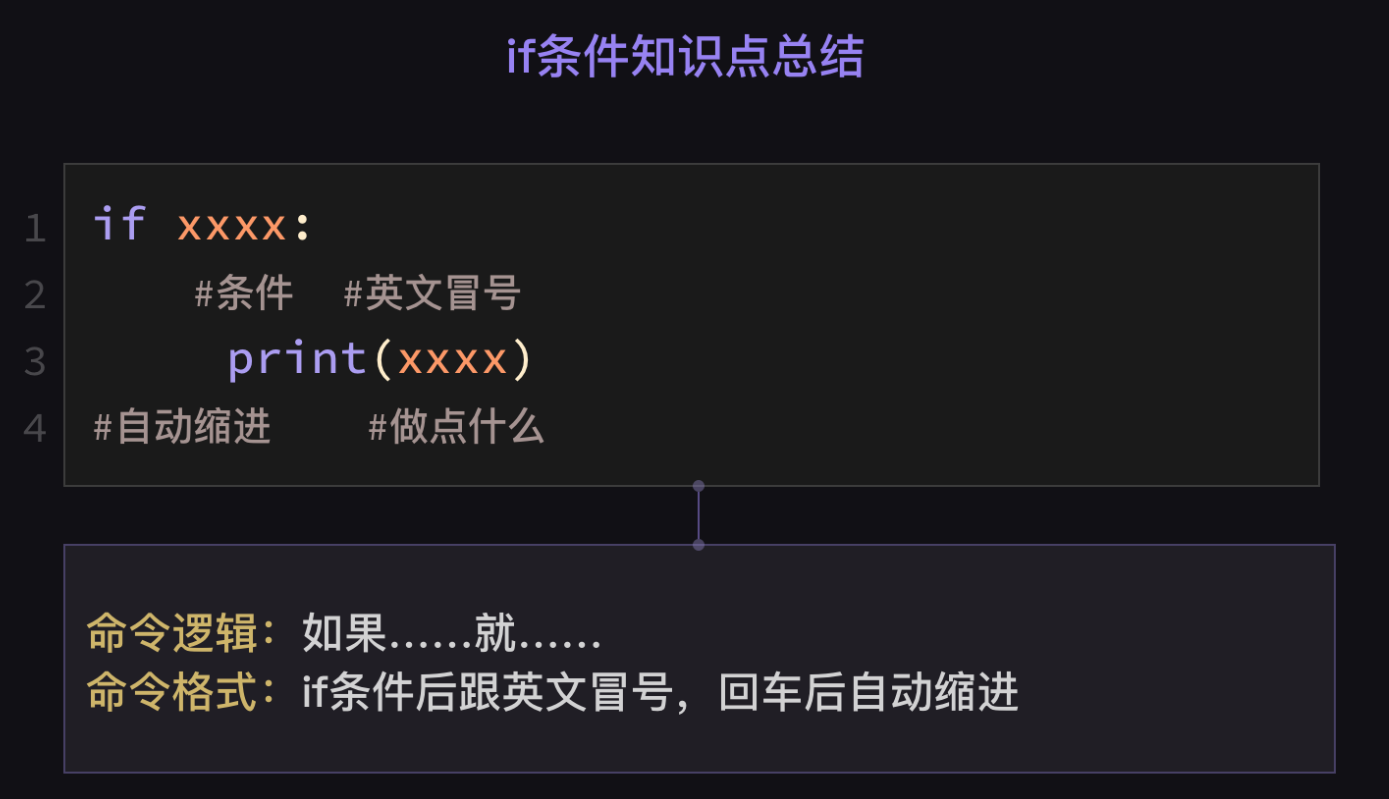 if条件知识点总结
1 if xxxx:
2 #条件 #英文冒号
3 print(xxxx)
4 #自动缩进 #做点什么
命令逻辑：如果……就……
命令格式：if条件后跟英文冒号，回车后自动缩进